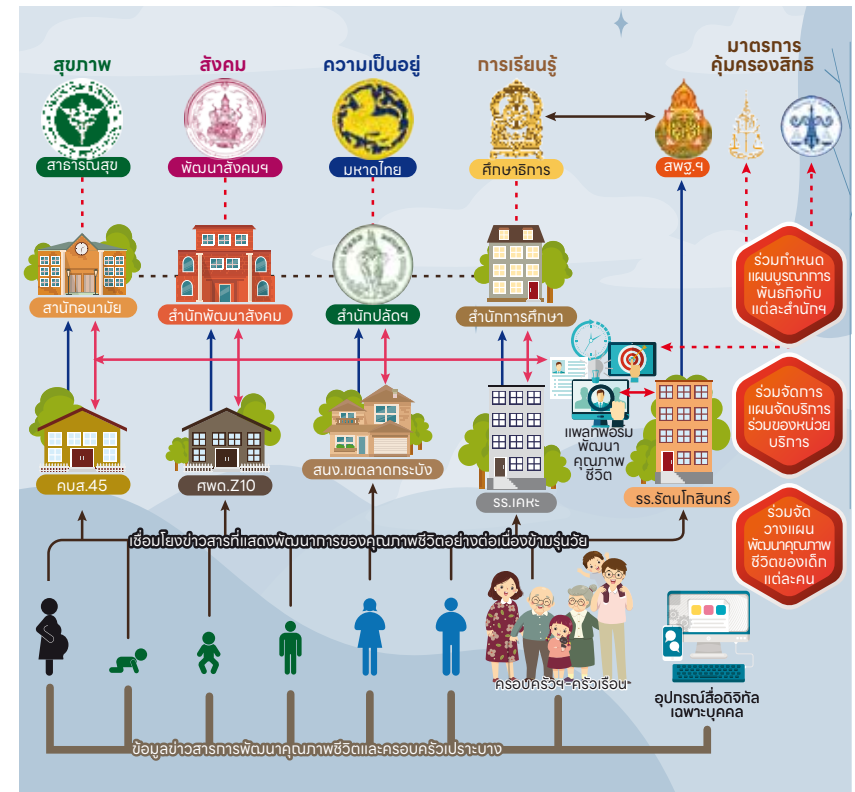 สุขภาพ
สังคม
ความเป็นอยู่
การเรียนรู้
มาตรการ
คุ้มครองสิทธิ
สาธารณสุข
พัฒนาสังคมฯ
มหาดไทย
ศึกษาธิการ
สพฐ.ฯ
สานักอนามัย
สำนักพัฒนาสังคม
สำนักปลัดฯ
สำนักการศึกษา
ร่วมกำหนด
แผนบูรณาการ
พันธกิจกับ
แต่ละสำนักฯ
แพลทฟอร์ม
พัฒนา
คุณภาพ
ชีวิต
ร่วมจัดการ
แผนจัดบริการ
ร่วมของหน่วย
บริการ
คบส.45
ศพด.Z10
สนง.เขตลาดกระบัง
รร.เคหะ
รร.รัตนโกสินทร์
ร่วมจัด
วางแผน
พัฒนาคุณภาพ
ชีวิตของเด็ก
แต่ละคน
เชื่อมโยงข่าวสารที่แสดงพัฒนาการของคุณภาพชีวิตอย่างต่อเนื่องข้ามรุ่นวัย
ครอบครัวฯ-ครัวเรือน
อุปกรณ์สื่อดิจิทัล
เฉพาะบุคคล
ข้อมูลข่าวสารการพัฒนาคุณภาพชีวิตและครอบครัวเปราะบาง